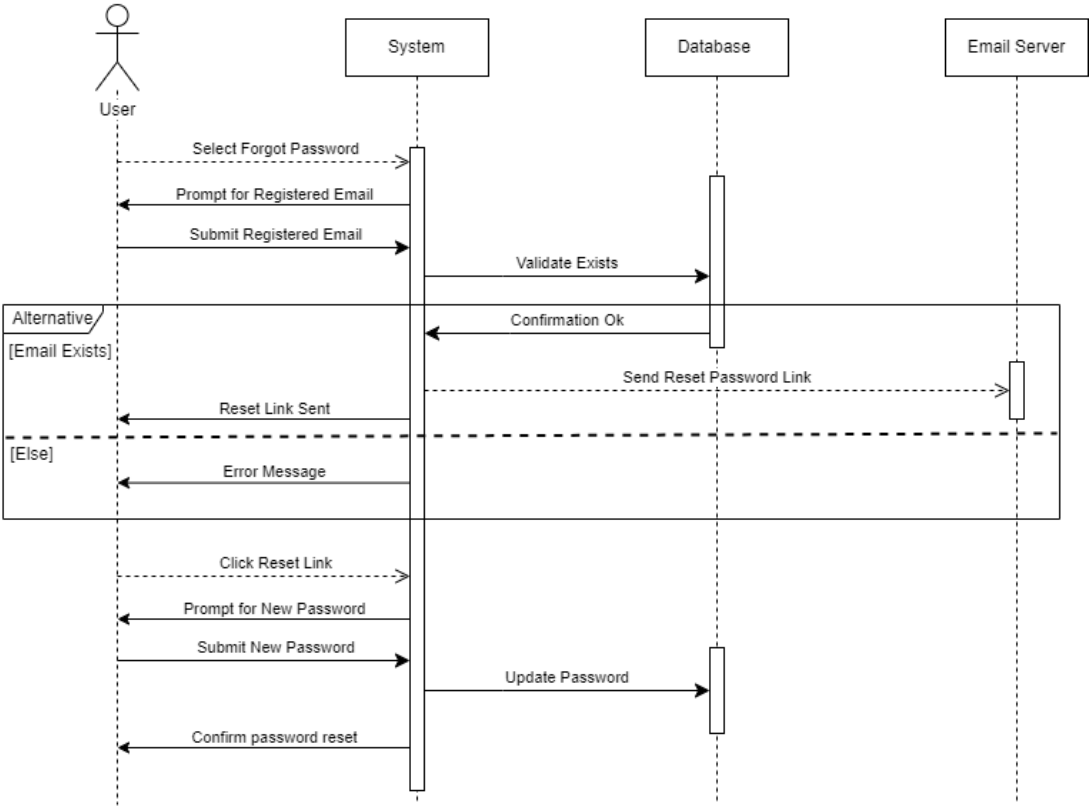 System
Database
Email Server
User
Select Forgot Password
Prompt for Registered Email
Submit Registered Email
Validate Exists
Alternative
Confirmation Ok
[Email Exists]
Send Reset Password Link
Reset Link Sent
[Else]
Error Message
Click Reset Link
Prompt for New Password
Submit New Password
Update Password
Confirm password reset